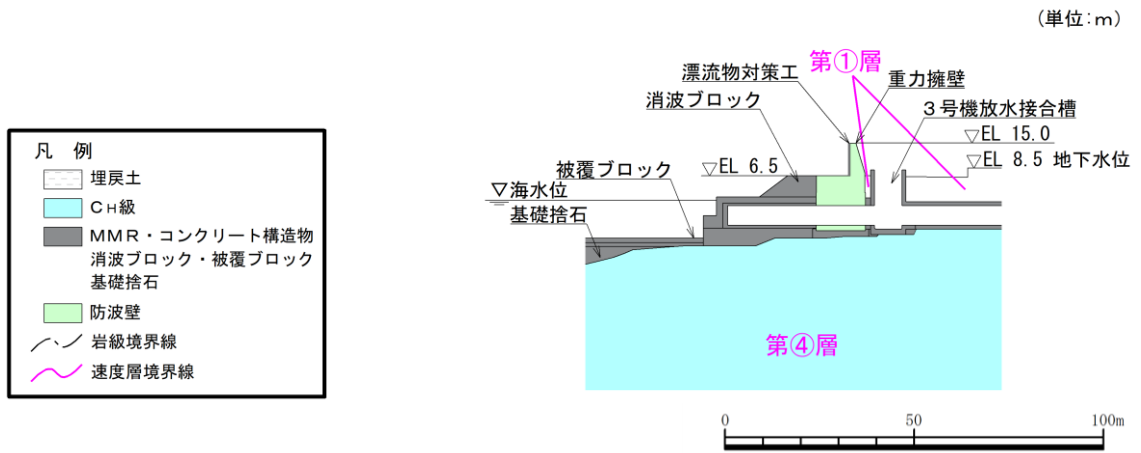 (単位:m)
漂流物対策工
第①層
重力擁壁
消波ブロック
3号機放水接合槽
▽EL 15.0
▽EL 8.5 地下水位
▽EL 6.5
被覆ブロック
▽海水位
基礎捨石
第④層
凡 例
埋戻土
CH級
MMR・コンクリート構造物
消波ブロック・被覆ブロック
基礎捨石
防波壁
岩級境界線
速度層境界線
0 50 100m